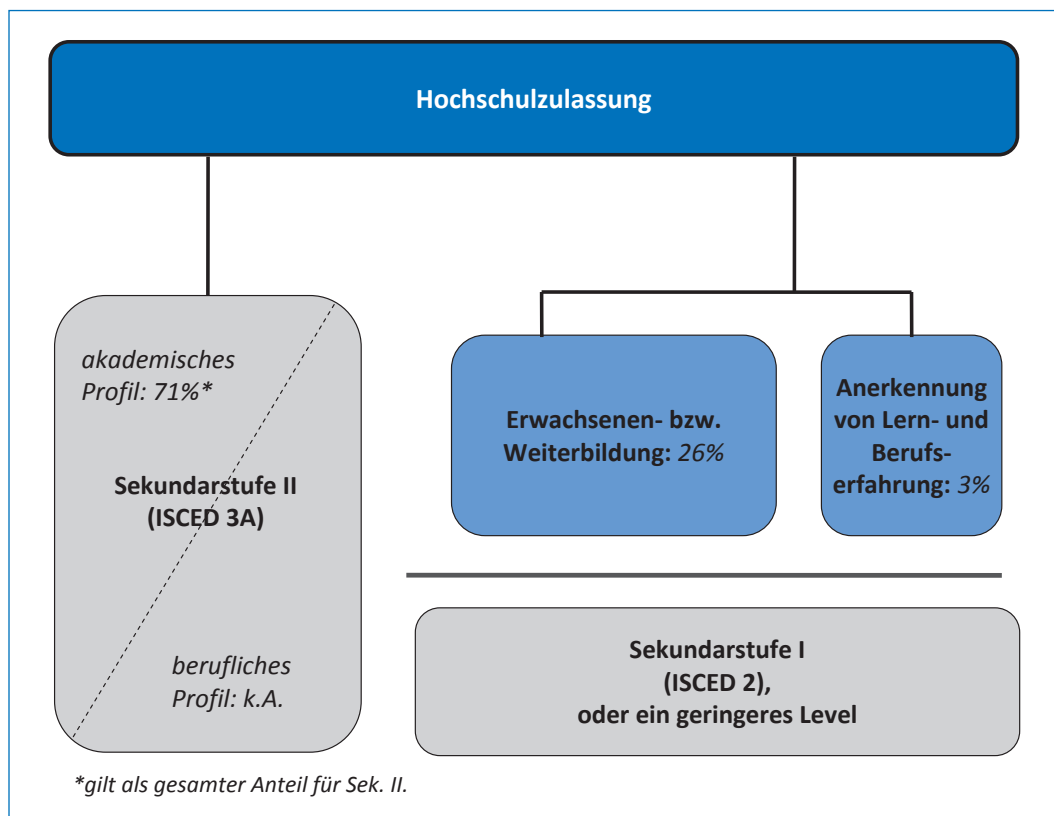 Hochschulzulassung
akademisches
Profil: 71%*
Sekundarstufe II
(ISCED 3A)
berufliches
Profil: k.A.
Erwachsenen- bzw.
Weiterbildung: 26%
Anerkennung
von Lern- und
Berufs-
erfahrung: 3%
Sekundarstufe I
(ISCED 2),
oder ein geringeres Level
*gilt als gesamter Anteil für Sek. II.